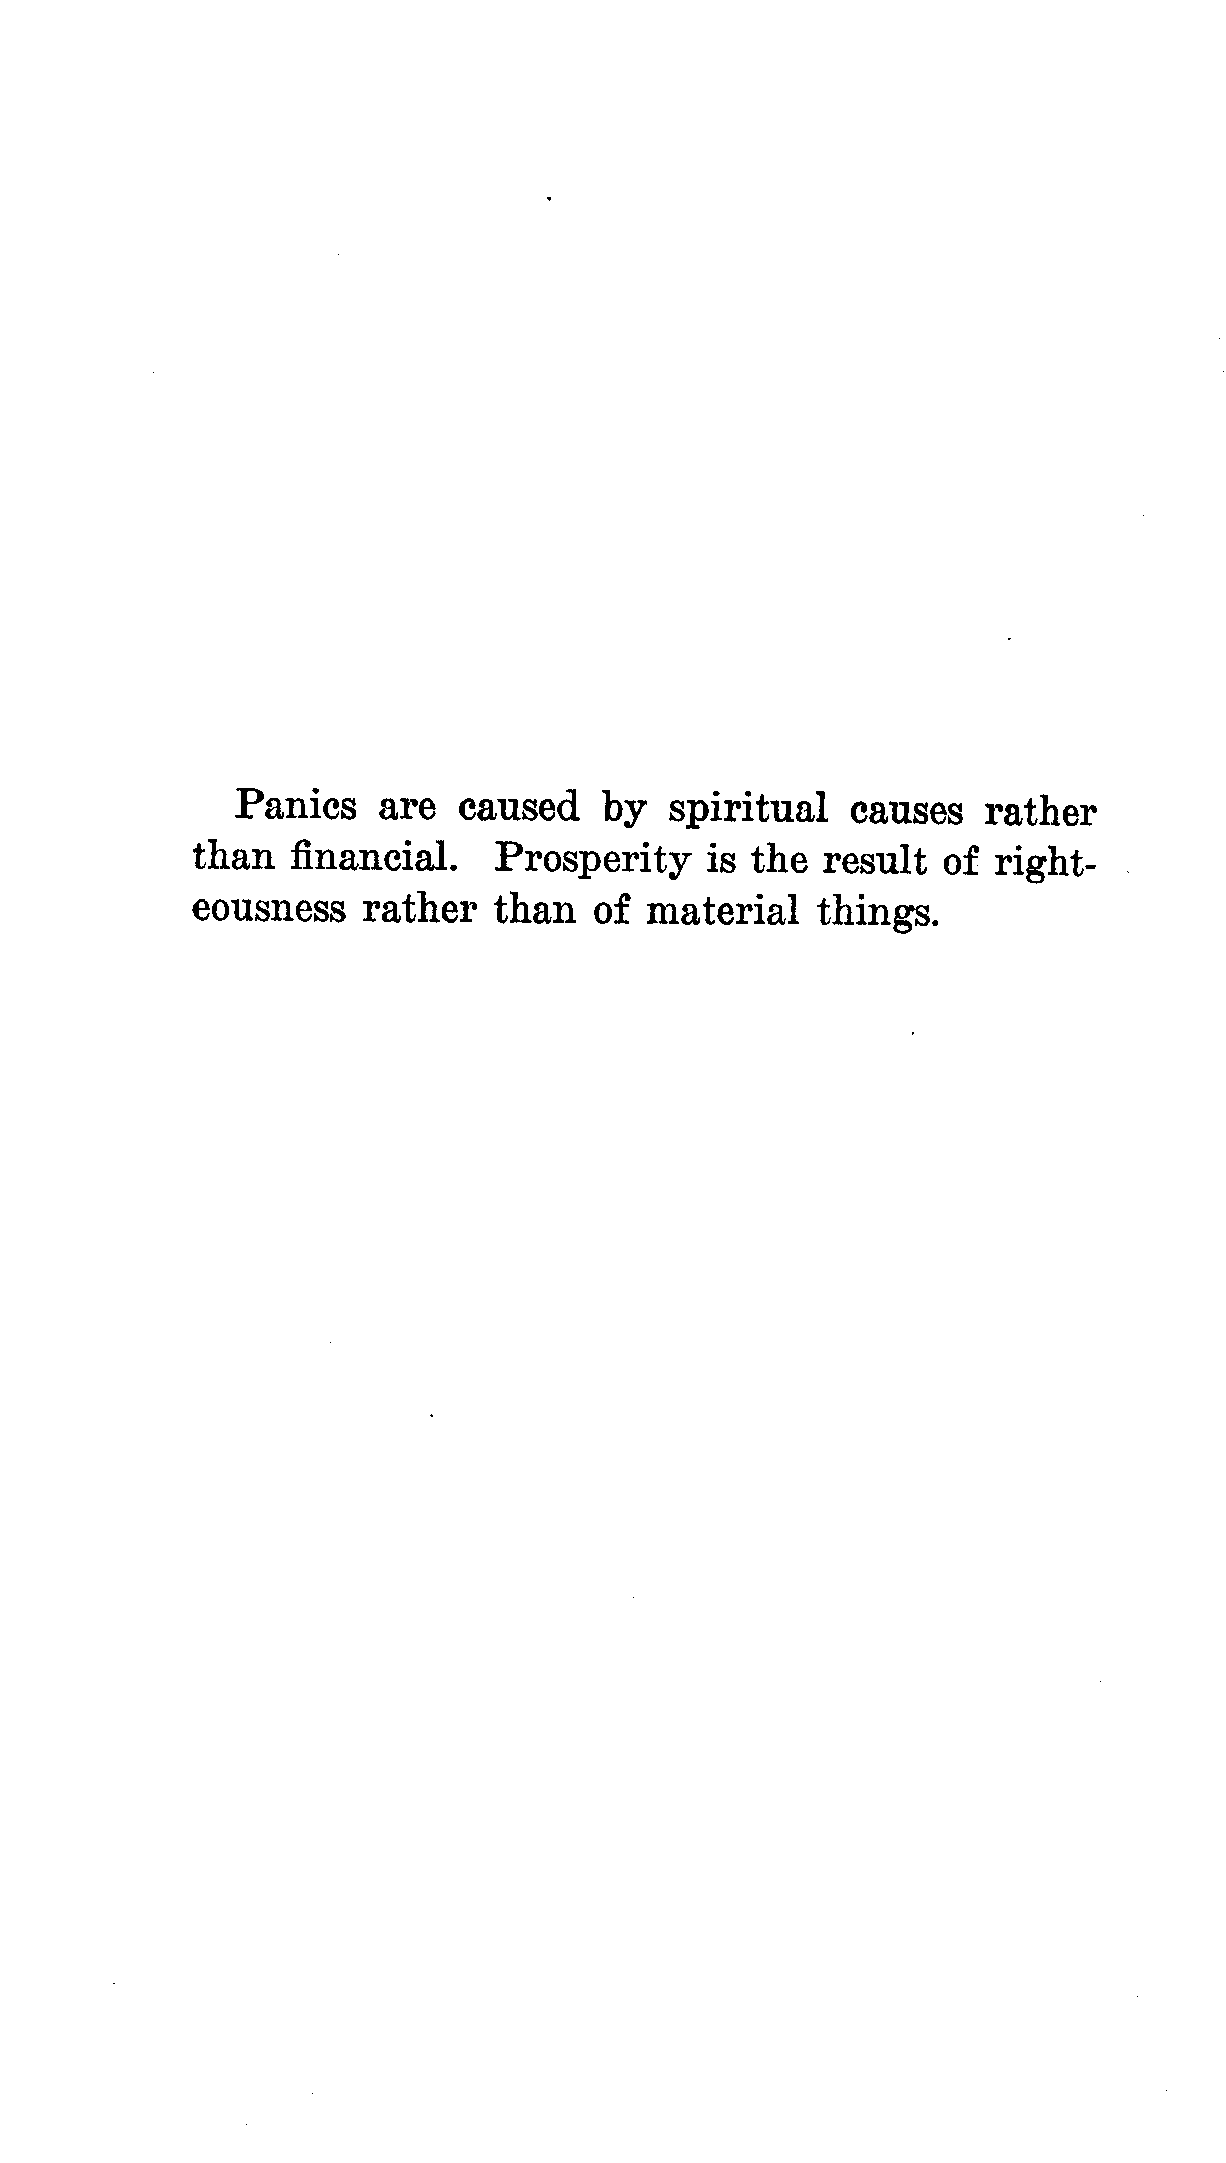 Panics are caused by spiritual causes rather
than financial. Prosperity is the result of right-
eousness rather than of material things.